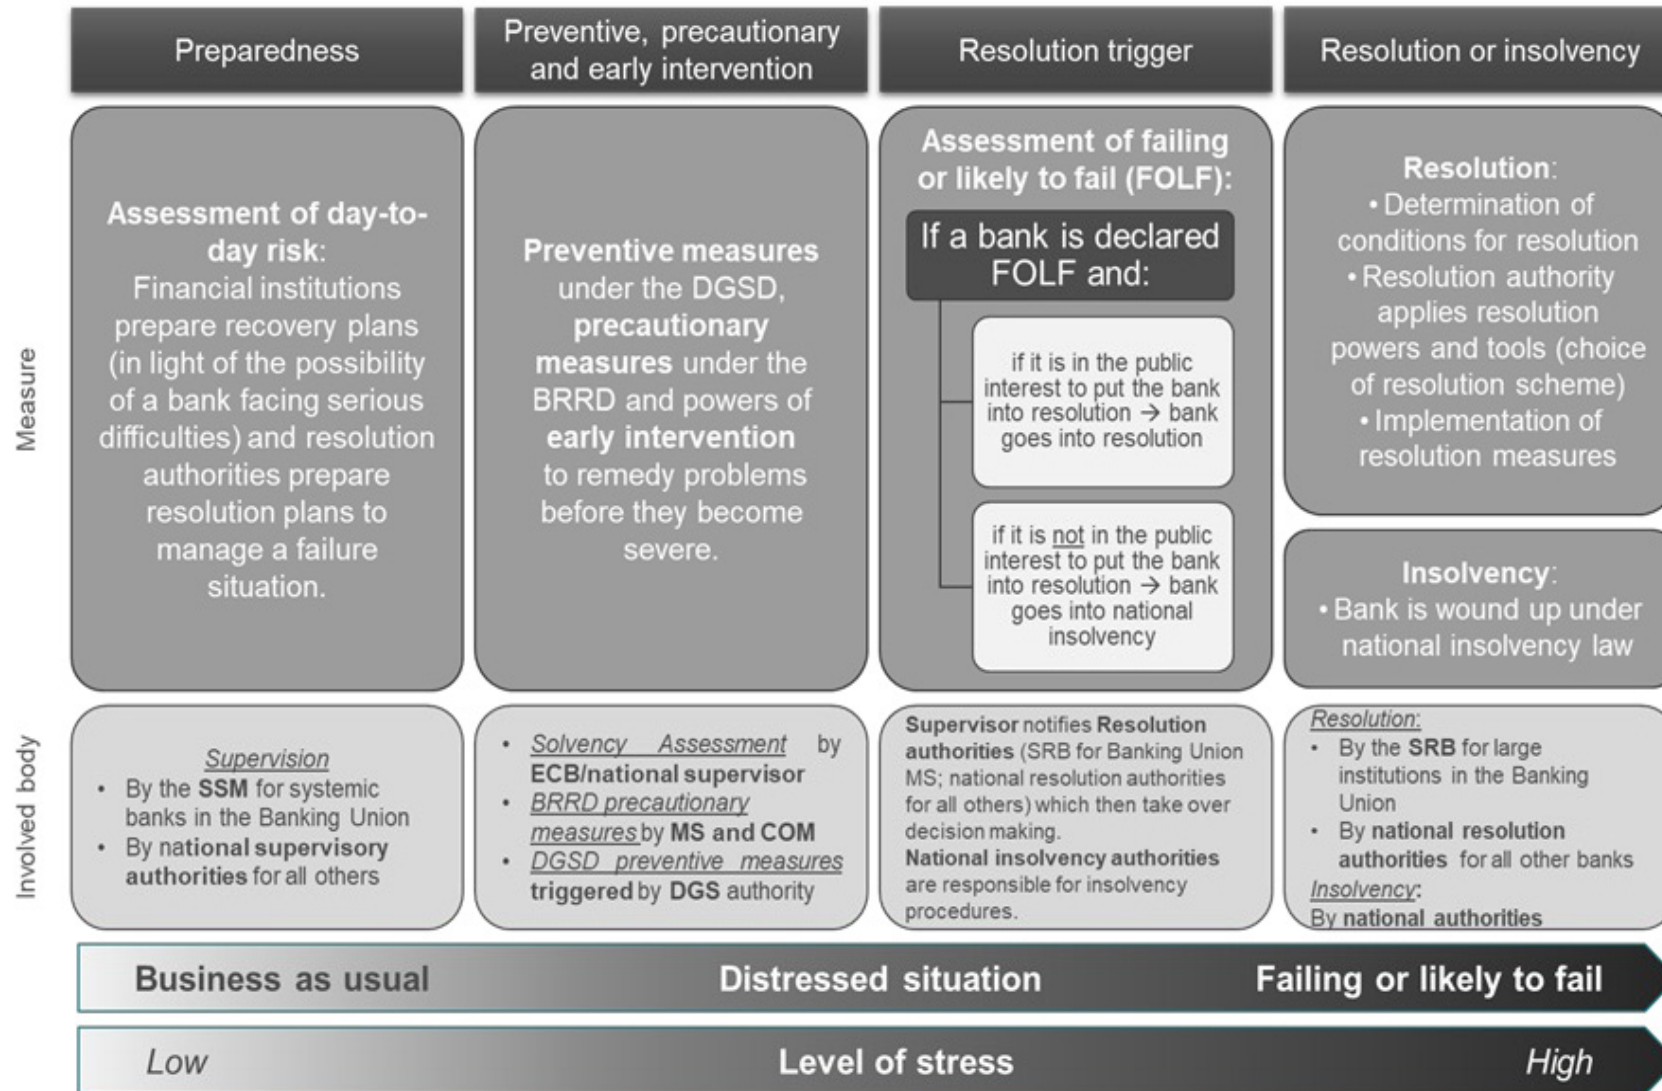 Preparedness
Preventive, precautionary
and early intervention
Resolution trigger
Resolution or insolvency
Measure
Assessment of day-to-
day risk:
Financial institutions
prepare recovery plans
(in light of the possibility
of a bank facing serious
difficulties) and resolution
authorities prepare
resolution plans to
manage a failure
situation.
Preventive measures
under the DGSD,
precautionary
measures under the
BRRD and powers of
early intervention
to remedy problems
before they become
severe.
Assessment of failing
or likely to fail (FOLF):
If a bank is declared
FOLF and:
if it is in the public
interest to put the bank
into resolution → bank
goes into resolution
if it is not in the public
interest to put the bank
into resolution → bank
goes into national
insolvency
Resolution:
• Determination of
conditions for resolution
• Resolution authority
applies resolution
powers and tools (choice
of resolution scheme)
• Implementation of
resolution measures
Insolvency:
• Bank is wound up under
national insolvency law
Involved body
Supervision
• By the SSM for systemic
banks in the Banking Union
• By national supervisory
authorities for all others
• Solvency Assessment by
ECB/national supervisor
• BRRD precautionary
measures by MS and COM
• DGSD preventive measures
triggered by DGS authority
Supervisor notifies Resolution
authorities (SRB for Banking Union
MS; national resolution authorities
for all others) which then take over
decision making.
National insolvency authorities
are responsible for insolvency
procedures.
Resolution:
• By the SRB for large
institutions in the Banking
Union
• By national resolution
authorities for all other banks
Insolvency:
By national authorities
Business as usual
Distressed situation
Failing or likely to fail
Low
Level of stress
High